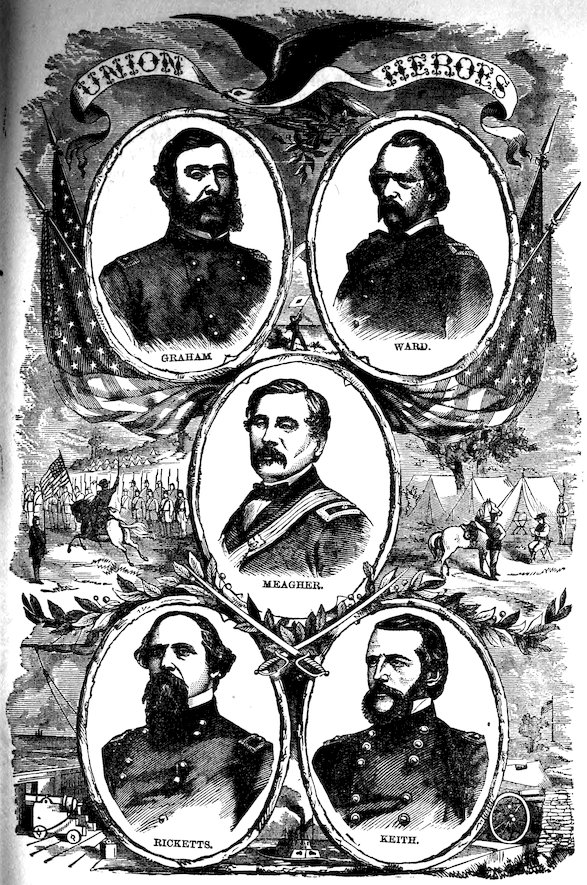 UNION HEROES
GRAHAM
WARD.
MEAGHER.
RICKETTS.
KEITH.